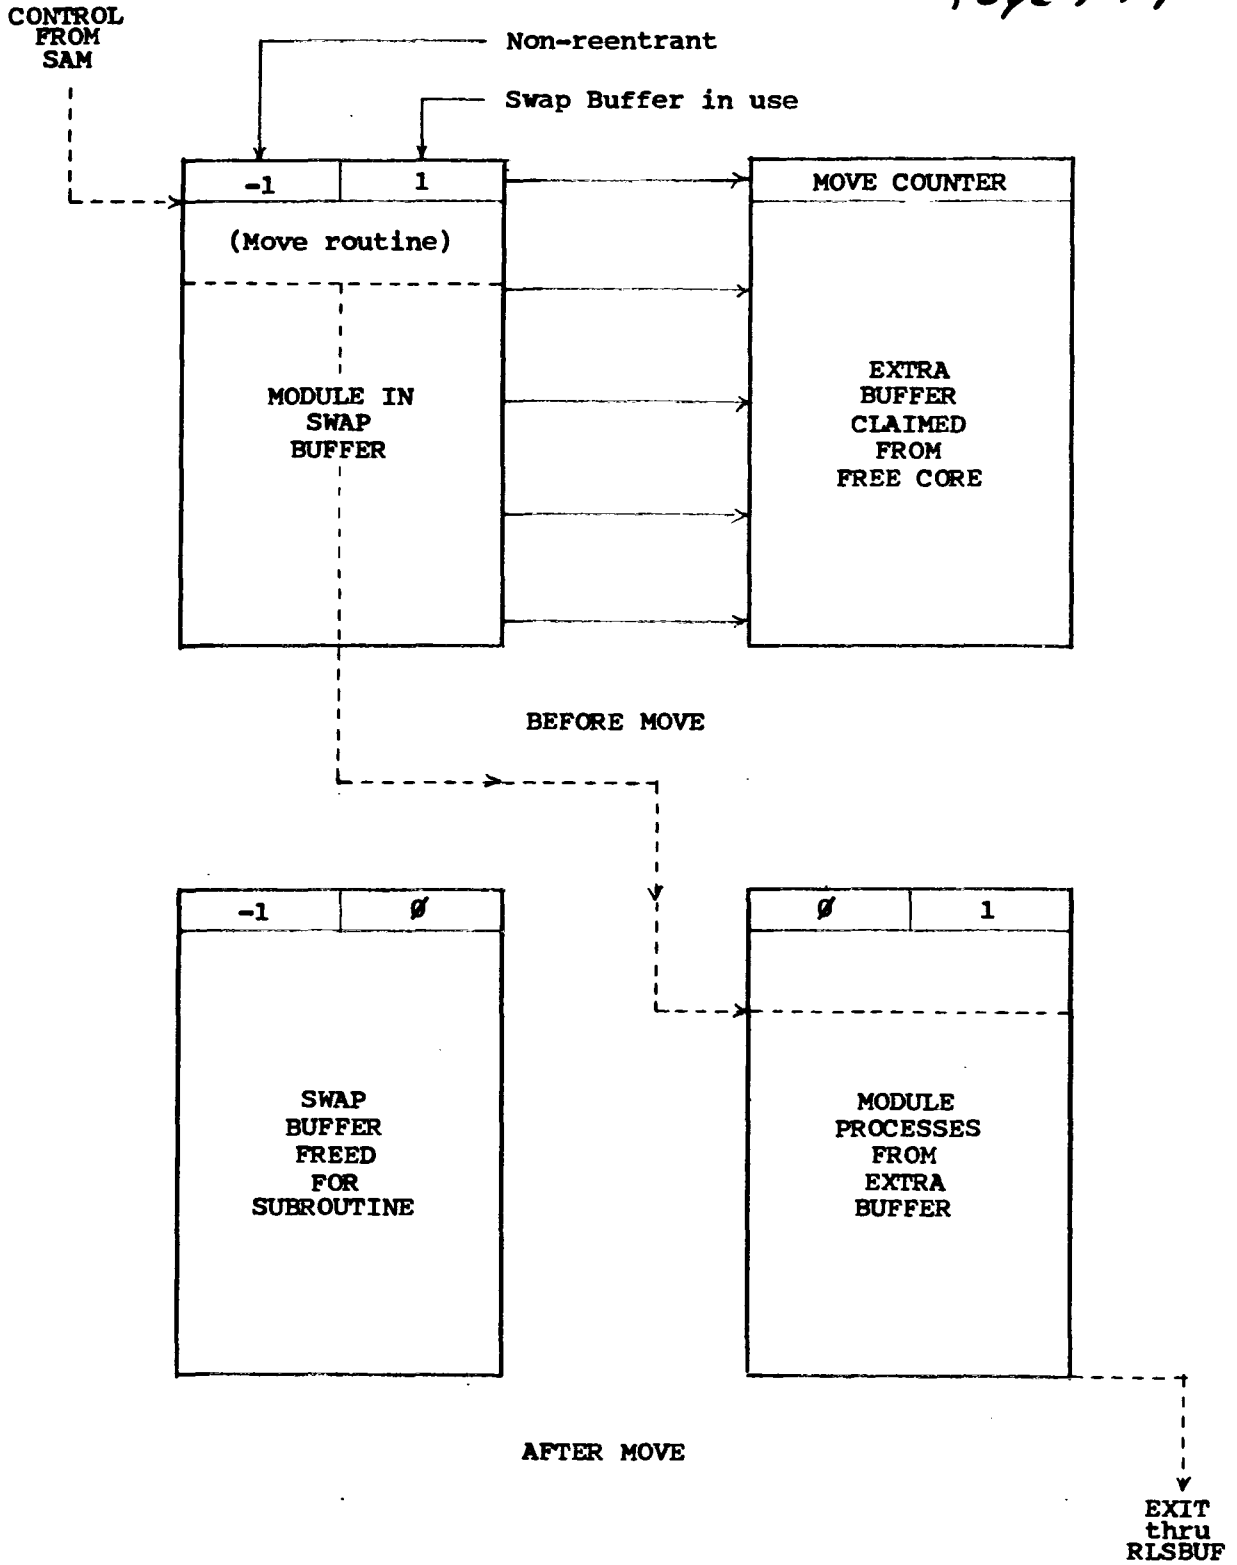 CONTROL
FROM
SAM
Non-reentrant
Swap Buffer in use
-1 1
(Move routine)
MODULE IN
SWAP
BUFFER
MOVE COUNTER
EXTRA
BUFFER
CLAIMED
FROM
FREE CORE
BEFORE MOVE
-1 Ø
SWAP
BUFFER
FREED
FOR
SUBROUTINE
Ø 1
MODULE
PROCESSES
FROM
EXTRA
BUFFER
AFTER MOVE
EXIT
thru
RLSBUF